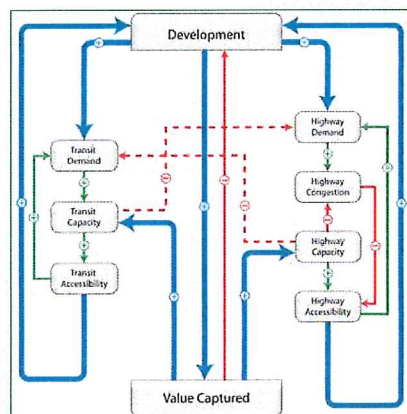 Development
Transit
Demand
Transit
Capacity
Transit
Accessibility
Highway
Demand
Highway
Congestion
Highway
Capacity
Highway
Accessibility
Value Captured